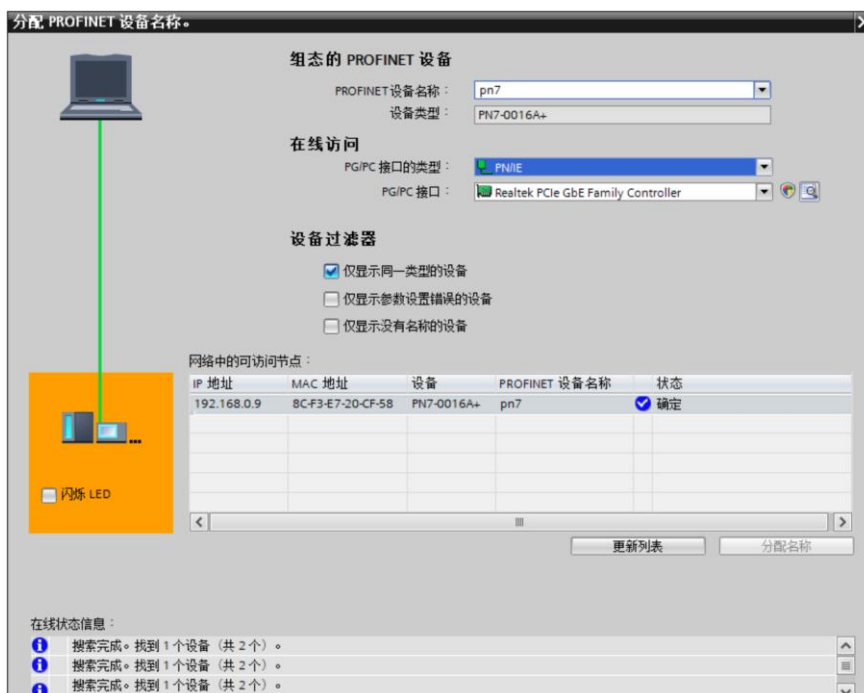 分配 PROFINET 设备名称。
组态的 PROFINET 设备
PROFINET设备名称： pn7
设备类型： PN7-0016A+
在线访问
PG/PC 接口的类型： PN/IE
PG/PC 接口： Realtek PCIe GbE Family Controller
设备过滤器
仅显示同一类型的设备
仅显示参数设置错误的设备
仅显示没有名称的设备
网络中的可访问节点：
IP 地址 MAC 地址 设备 PROFINET 设备名称 状态
192.168.0.9 8C-F3-E7-20-CF-58 PN7-0016A+ pn7 确定
闪烁 LED
更新列表 分配名称
在线状态信息：
搜索完成。找到 1 个设备（共 2 个）。
搜索完成。找到 1 个设备（共 2 个）。
搜索完成。找到 1 个设备（共 2 个）。